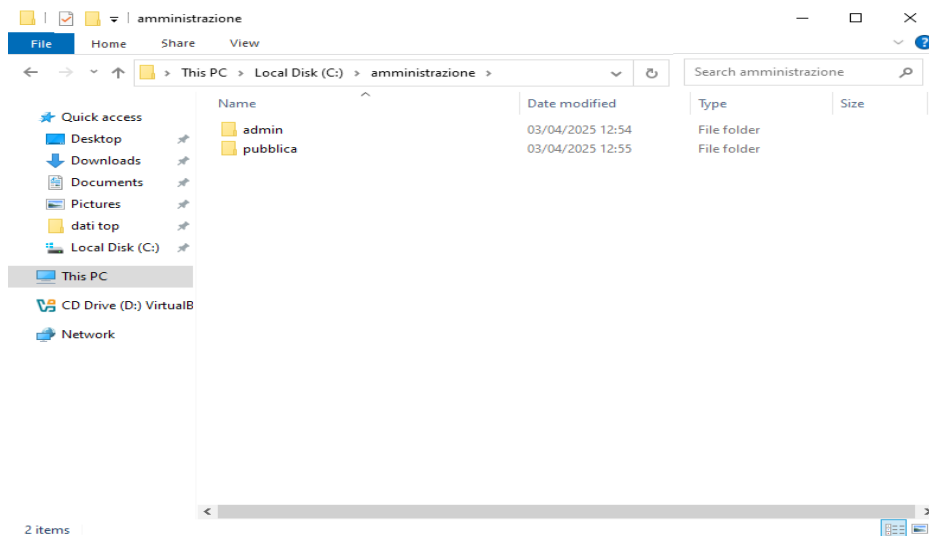 amministrazione
File Home Share View
This PC > Local Disk (C:) > amministrazione >
Search amministrazione
Name Date modified Type Size
Quick access
Desktop
Downloads
Documents
Pictures
dati top
Local Disk (C:)
This PC
CD Drive (D:) VirtualB
Network
admin 03/04/2025 12:54 File folder
pubblica 03/04/2025 12:55 File folder
2 items